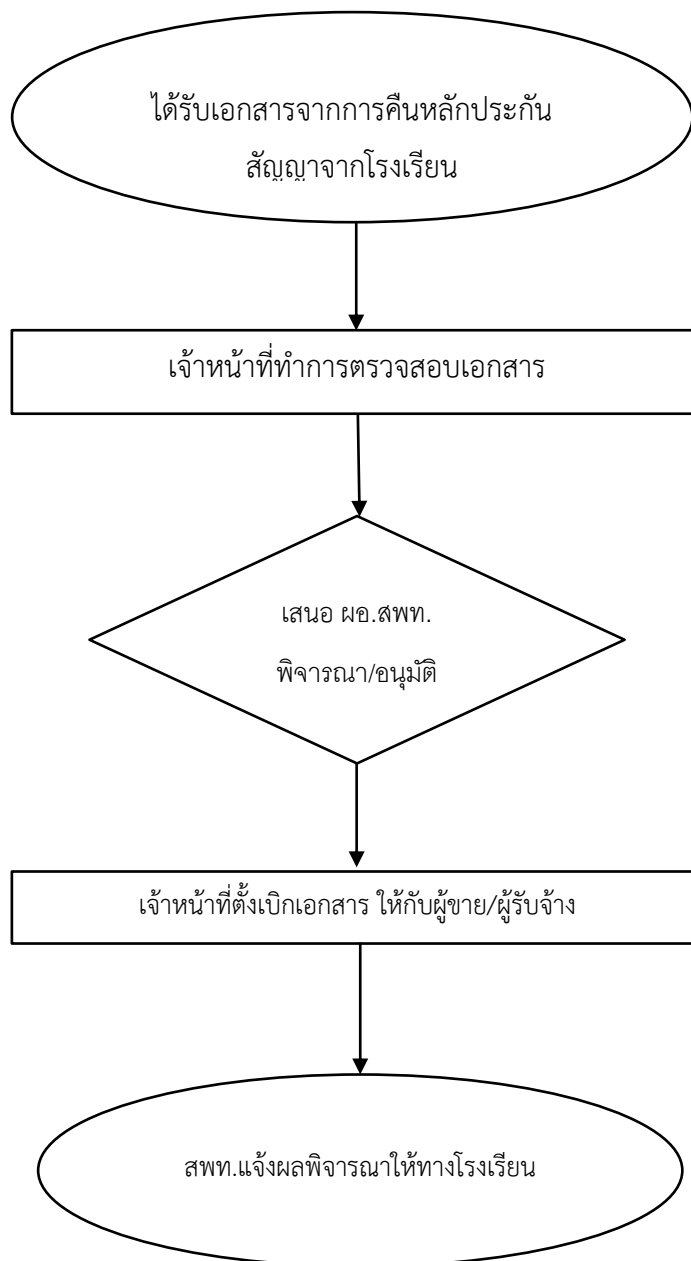 ได้รับเอกสารจากการคืนหลักประกัน
สัญญาจากโรงเรียน
เจ้าหน้าที่ทำการตรวจสอบเอกสาร
เสนอ ผอ.สพท.
พิจารณา/อนุมัติ
เจ้าหน้าที่ตั้งเบิกเอกสาร ให้กับผู้ขาย/ผู้รับจ้าง
สพท.แจ้งผลพิจารณาให้ทางโรงเรียน